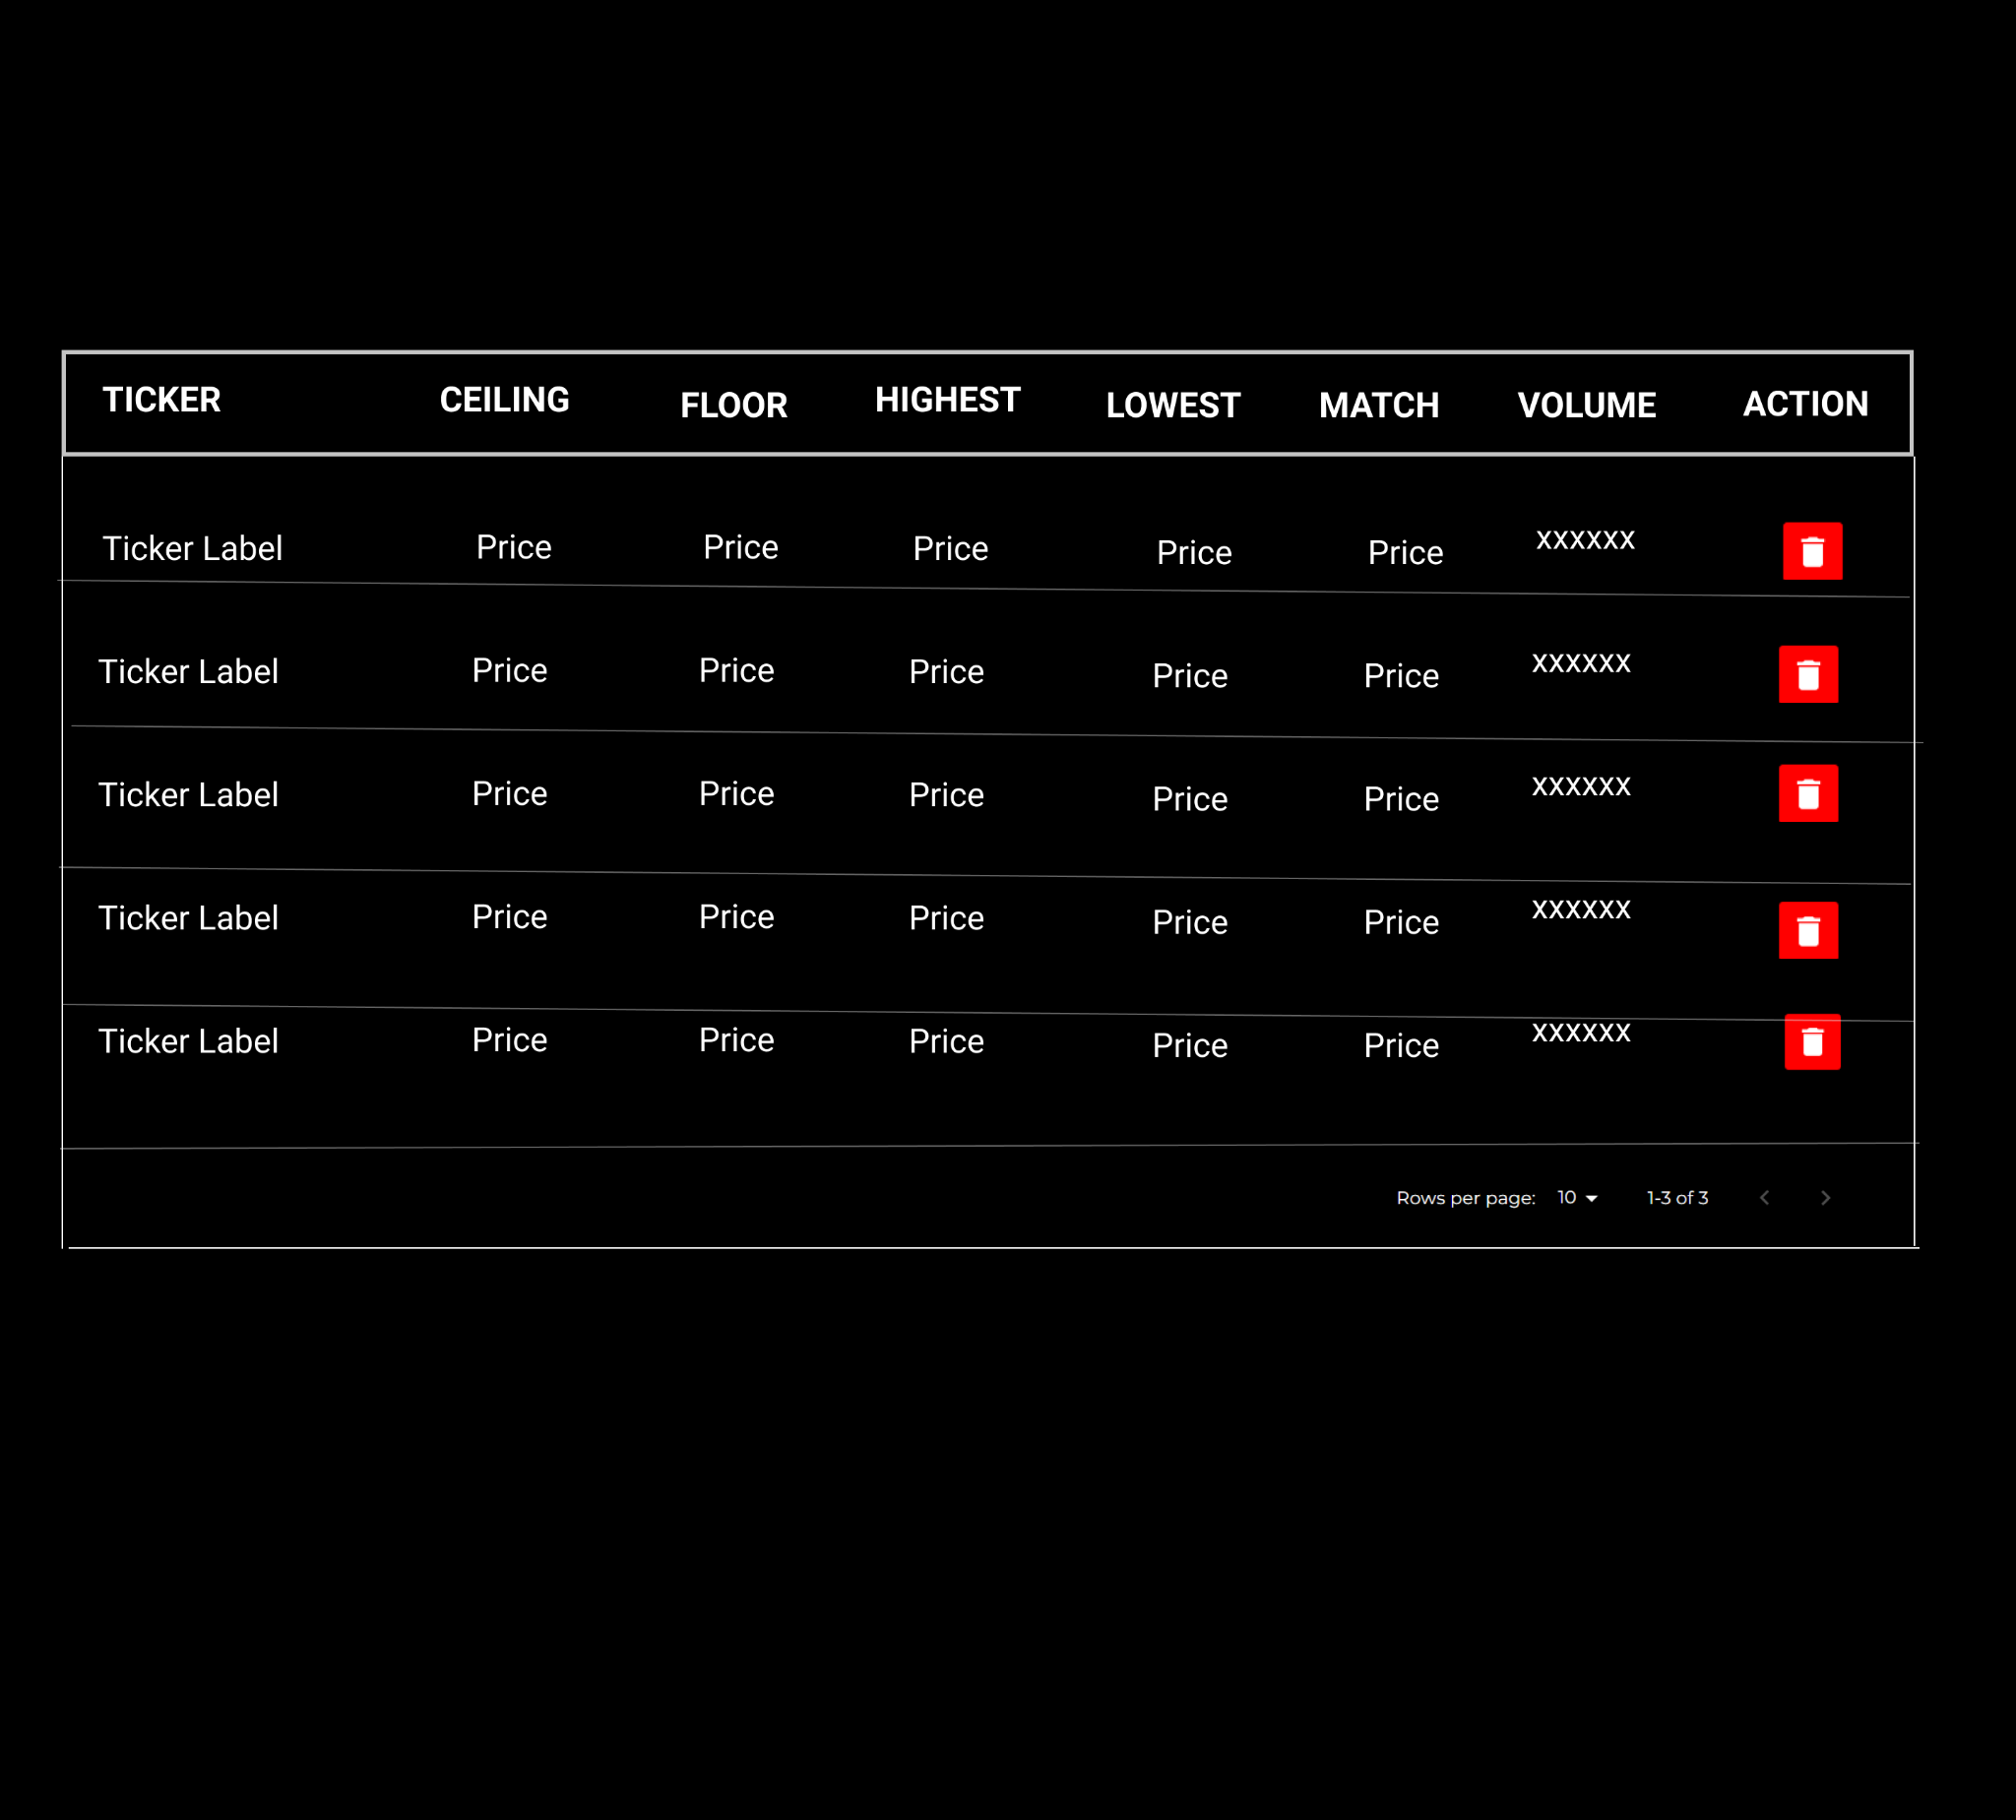 TICKER CEILING FLOOR HIGHEST LOWEST MATCH VOLUME ACTION
Ticker Label Price Price Price Price Price xxxxxx
Ticker Label Price Price Price Price Price xxxxxx
Ticker Label Price Price Price Price Price xxxxxx
Ticker Label Price Price Price Price Price xxxxxx
Ticker Label Price Price Price Price Price xxxxxx
Rows per page: 10 1-3 of 3